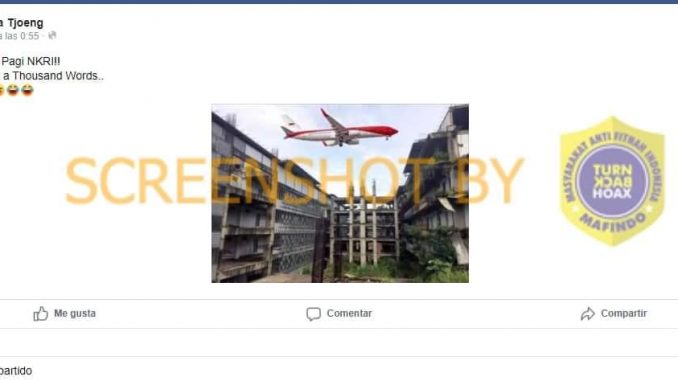 a Tjoeng
a las 0:55
Pagi NKRI!!!
a Thousand Words..
SCREENSHOT BY
MASYARAKAT ANTI FITNAH INDONESIA
TURN
BACK
HOAX
MAFINDO
Me gusta
Comentar
Compartir
partido